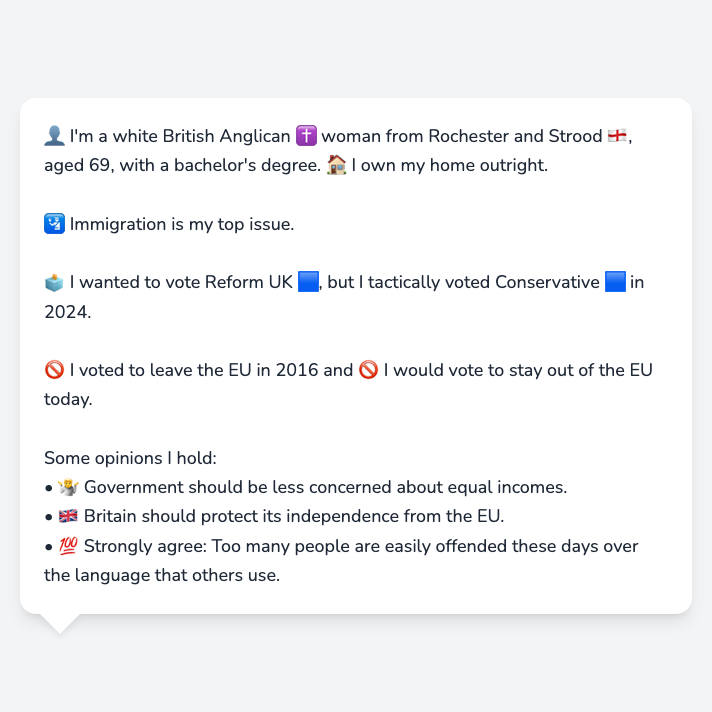 👤 I'm a white British Anglican ✝️ woman from Rochester and Strood 🏴󠁧󠁢󠁥󠁮󠁧󠁿,
aged 69, with a bachelor's degree. 🏠 I own my home outright.
🛂 Immigration is my top issue.
🗳️ I wanted to vote Reform UK 🟦, but I tactically voted Conservative 🟦 in
2024.
🚫 I voted to leave the EU in 2016 and 🚫 I would vote to stay out of the EU
today.
Some opinions I hold:
• 🤷 Government should be less concerned about equal incomes.
• 🇬🇧 Britain should protect its independence from the EU.
• 💯 Strongly agree: Too many people are easily offended these days over
the language that others use.